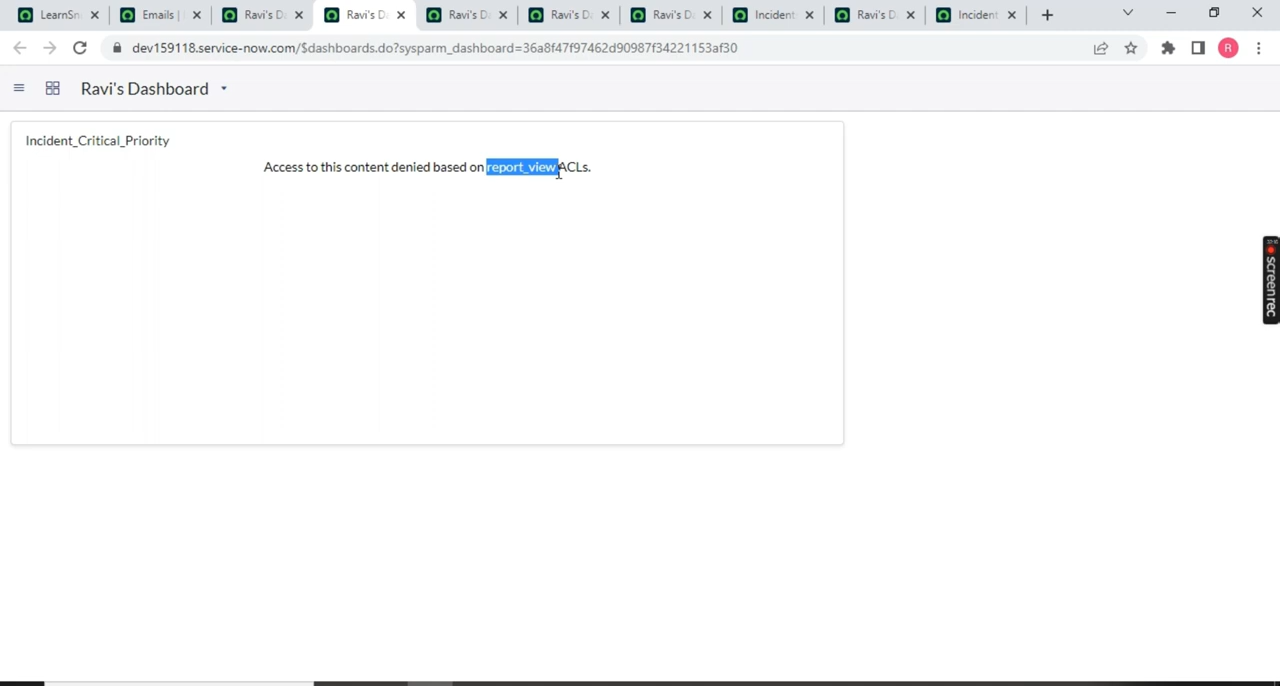 LearnSn
Emails |
Ravi's D
Ravi's D
Ravi's D
Ravi's D
Ravi's D
Incident
Ravi's D
Incident
dev159118.service-now.com/$dashboards.do?sysparm_dashboard=36a8f47f97462d90987f34221153af30
R
Ravi's Dashboard
Incident_Critical_Priority
Access to this content denied based on report_view ACLs.
screenrec